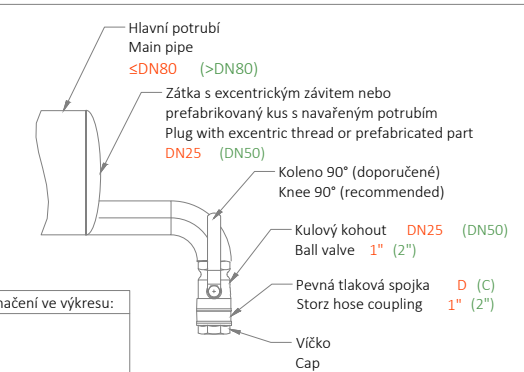 Hlavní potrubí
Main pipe
≤DN80 (>DN80)
Zátka s excentrickým závitem nebo
prefabrikovaný kus s navařeným potrubím
Plug with excentric thread or prefabricated part
DN25 (DN50)
Koleno 90° (doporučené)
Knee 90° (recommended)
Kulový kohout DN25 (DN50)
Ball valve 1" (2")
Pevná tlaková spojka D (C)
Storz hose coupling 1" (2")
Víčko
Cap
načení ve výkresu: